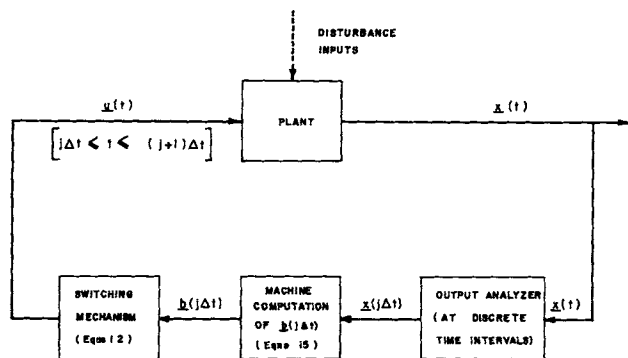 DISTURBANCE
INPUTS
u(t)
[jΔt ≤ t ≤ (j+1)Δt]
PLANT
x (t)
SWITCHING
MECHANISM
(Eqns 12)
b(jΔt)
MACHINE
COMPUTATION
OF b(jΔt)
(Eqns 15)
x(jΔt)
OUTPUT ANALYZER
(AT DISCRETE
TIME INTERVALS)
x(t)